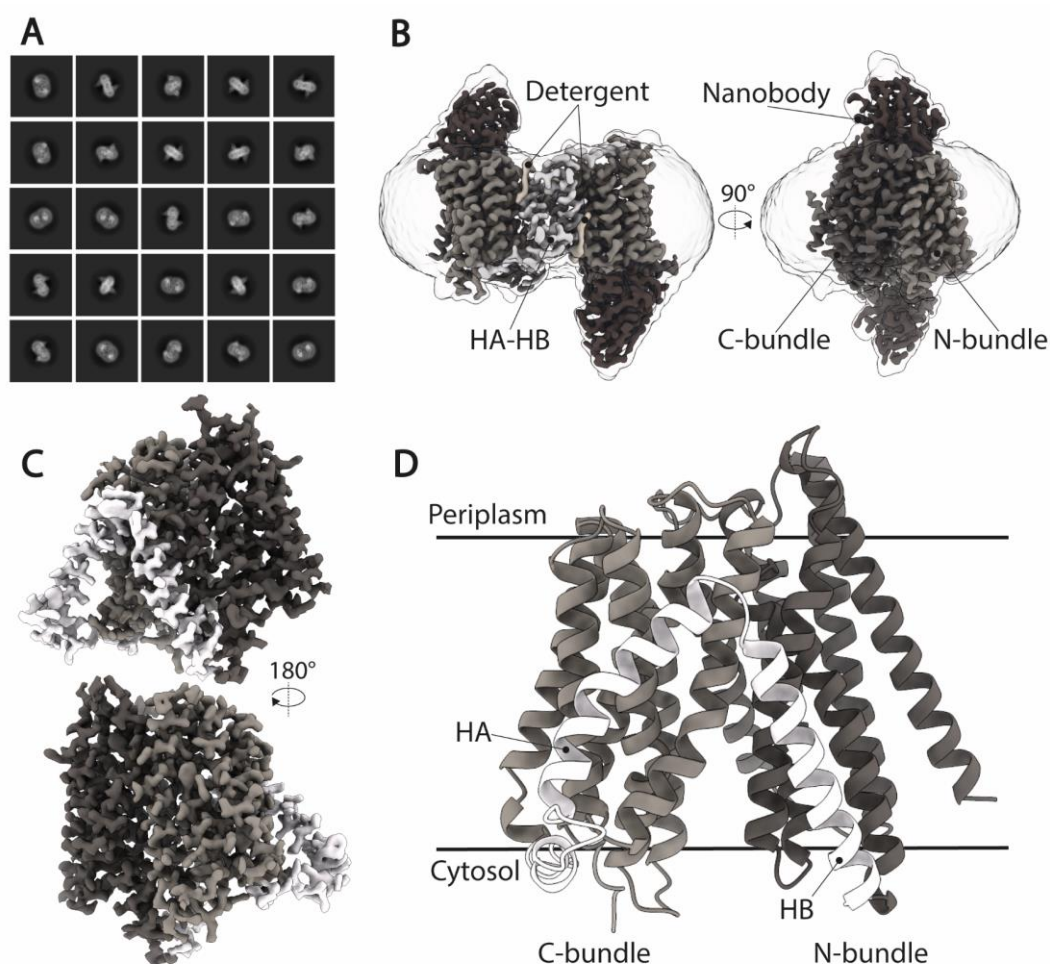 A
B
Detergent
Nanobody
90°
HA-HB
C-bundle
N-bundle
C
180°
D
Periplasm
HA
Cytosol
HB
C-bundle
N-bundle